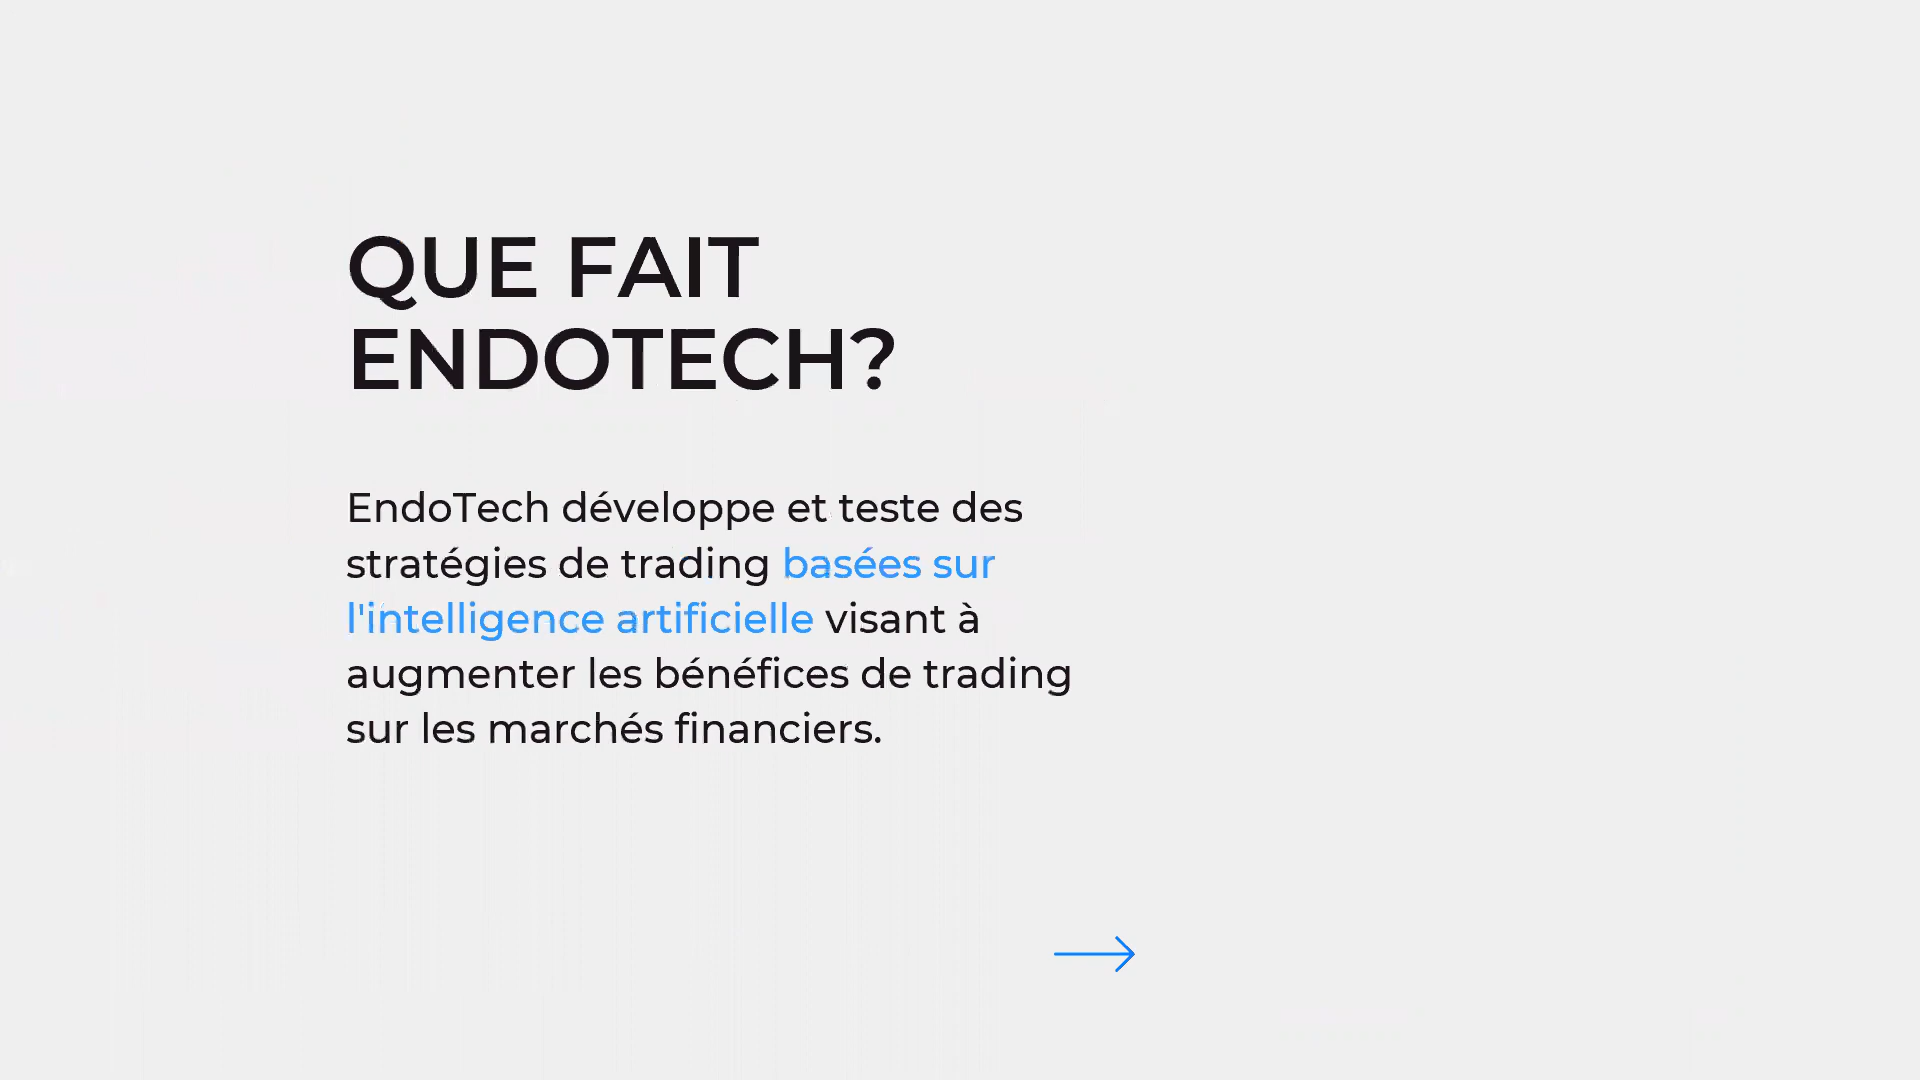 QUE FAIT
ENDOTECH?
EndoTech développe et teste des
stratégies de trading basées sur
l'intelligence artificielle visant à
augmenter les bénéfices de trading
sur les marchés financiers.